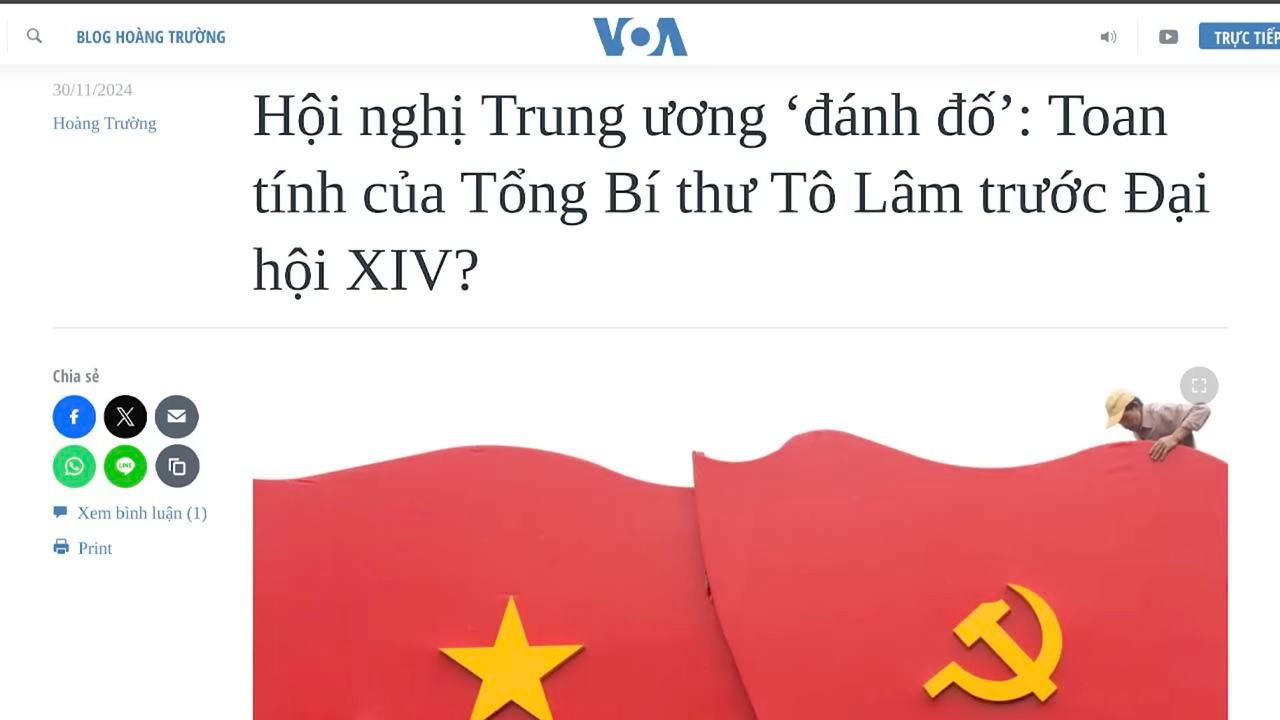 BLOG HOÀNG TRƯỜNG
VOA
TRỰC TIẾP
30/11/2024
Hoàng Trường
Hội nghị Trung ương ‘đánh đố’: Toan
tính của Tổng Bí thư Tô Lâm trước Đại
hội XIV?
Chia sẻ
LINE
Xem bình luận (1)
Print